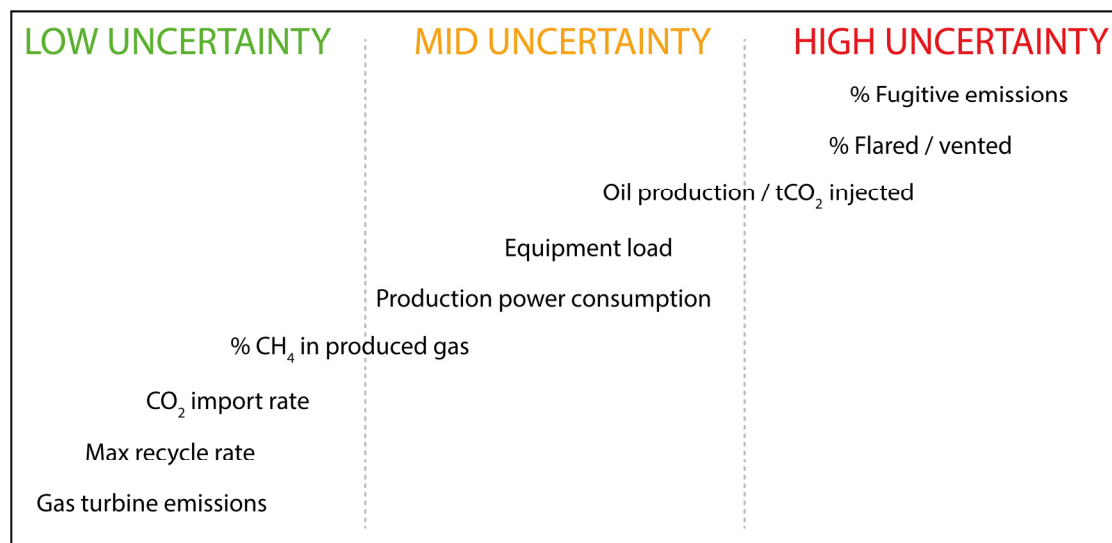 LOW UNCERTAINTY
MID UNCERTAINTY
HIGH UNCERTAINTY
% Fugitive emissions
% Flared / vented
Oil production / tCO₂ injected
Equipment load
Production power consumption
% CH₄ in produced gas
CO₂ import rate
Max recycle rate
Gas turbine emissions